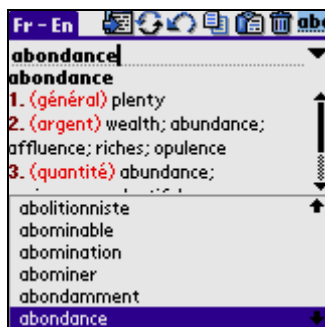 Fr - En
abo
abondance
abondance
1. (général) plenty
2. (argent) wealth; abundance;
affluence; riches; opulence
3. (quantité) abundance;
abolitionniste
abominable
abomination
abominer
abondamment
abondance